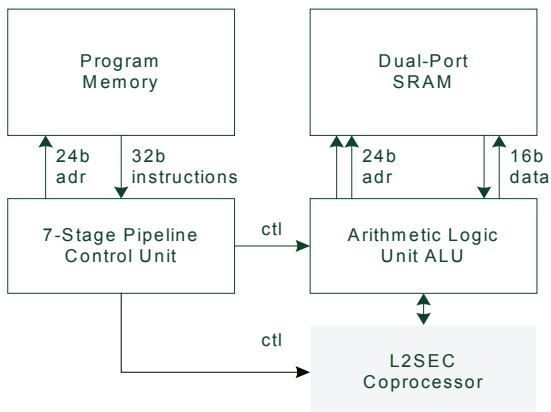 Program
Memory
Dual-Port
SRAM
24b
adr
32b
instructions
24b
adr
16b
data
7-Stage Pipeline
Control Unit
ctl
Arithmetic Logic
Unit ALU
ctl
L2SEC
Coprocessor